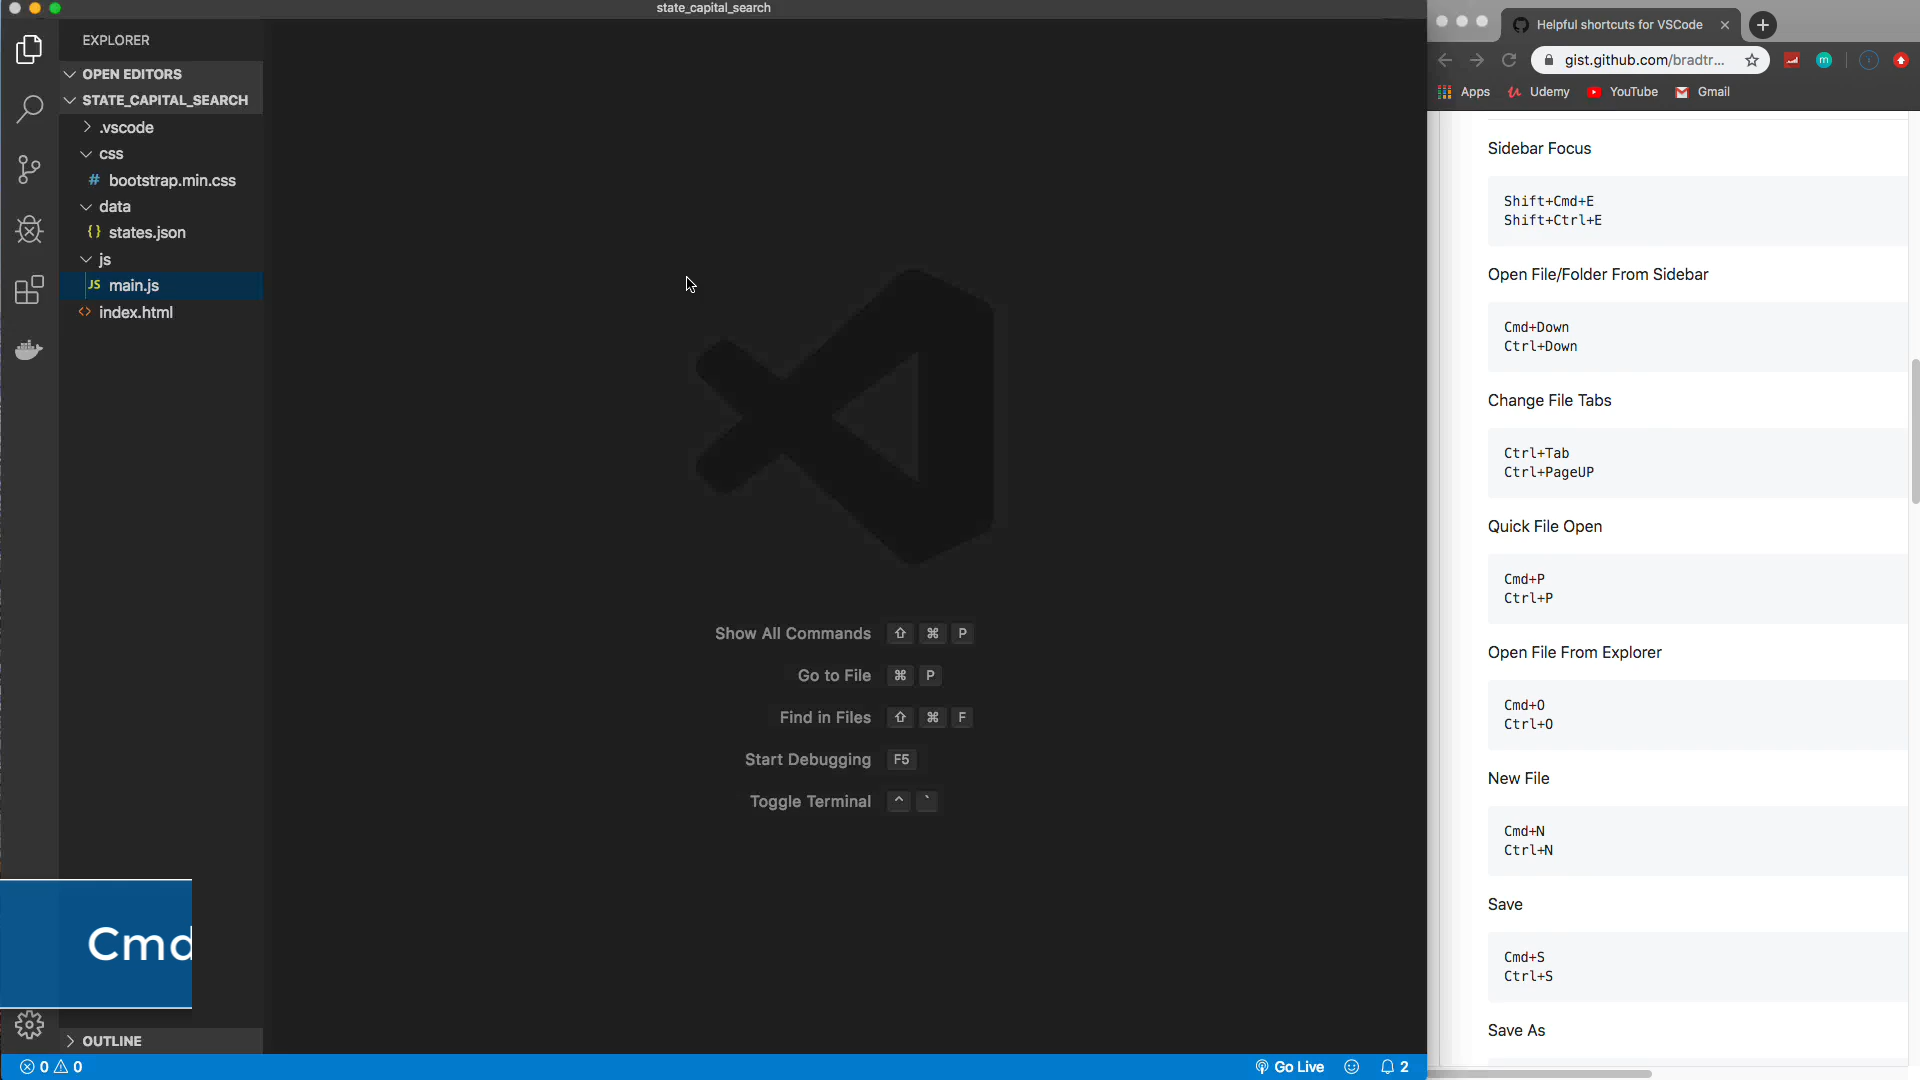 state_capital_search
EXPLORER
OPEN EDITORS
STATE_CAPITAL_SEARCH
.vscode
css
# bootstrap.min.css
data
{} states.json
js
JS main.js
<> index.html
Show All Commands ⇧ ⌘ P
Go to File ⌘ P
Find in Files ⇧ ⌘ F
Start Debugging F5
Toggle Terminal ^ `
Cmd
OUTLINE
0 0
Go Live
2
Helpful shortcuts for VSCode
gist.github.com/bradtr...
m
i
Apps
Udemy
YouTube
Gmail
Sidebar Focus
Shift+Cmd+E
Shift+Ctrl+E
Open File/Folder From Sidebar
Cmd+Down
Ctrl+Down
Change File Tabs
Ctrl+Tab
Ctrl+PageUP
Quick File Open
Cmd+P
Ctrl+P
Open File From Explorer
Cmd+O
Ctrl+O
New File
Cmd+N
Ctrl+N
Save
Cmd+S
Ctrl+S
Save As